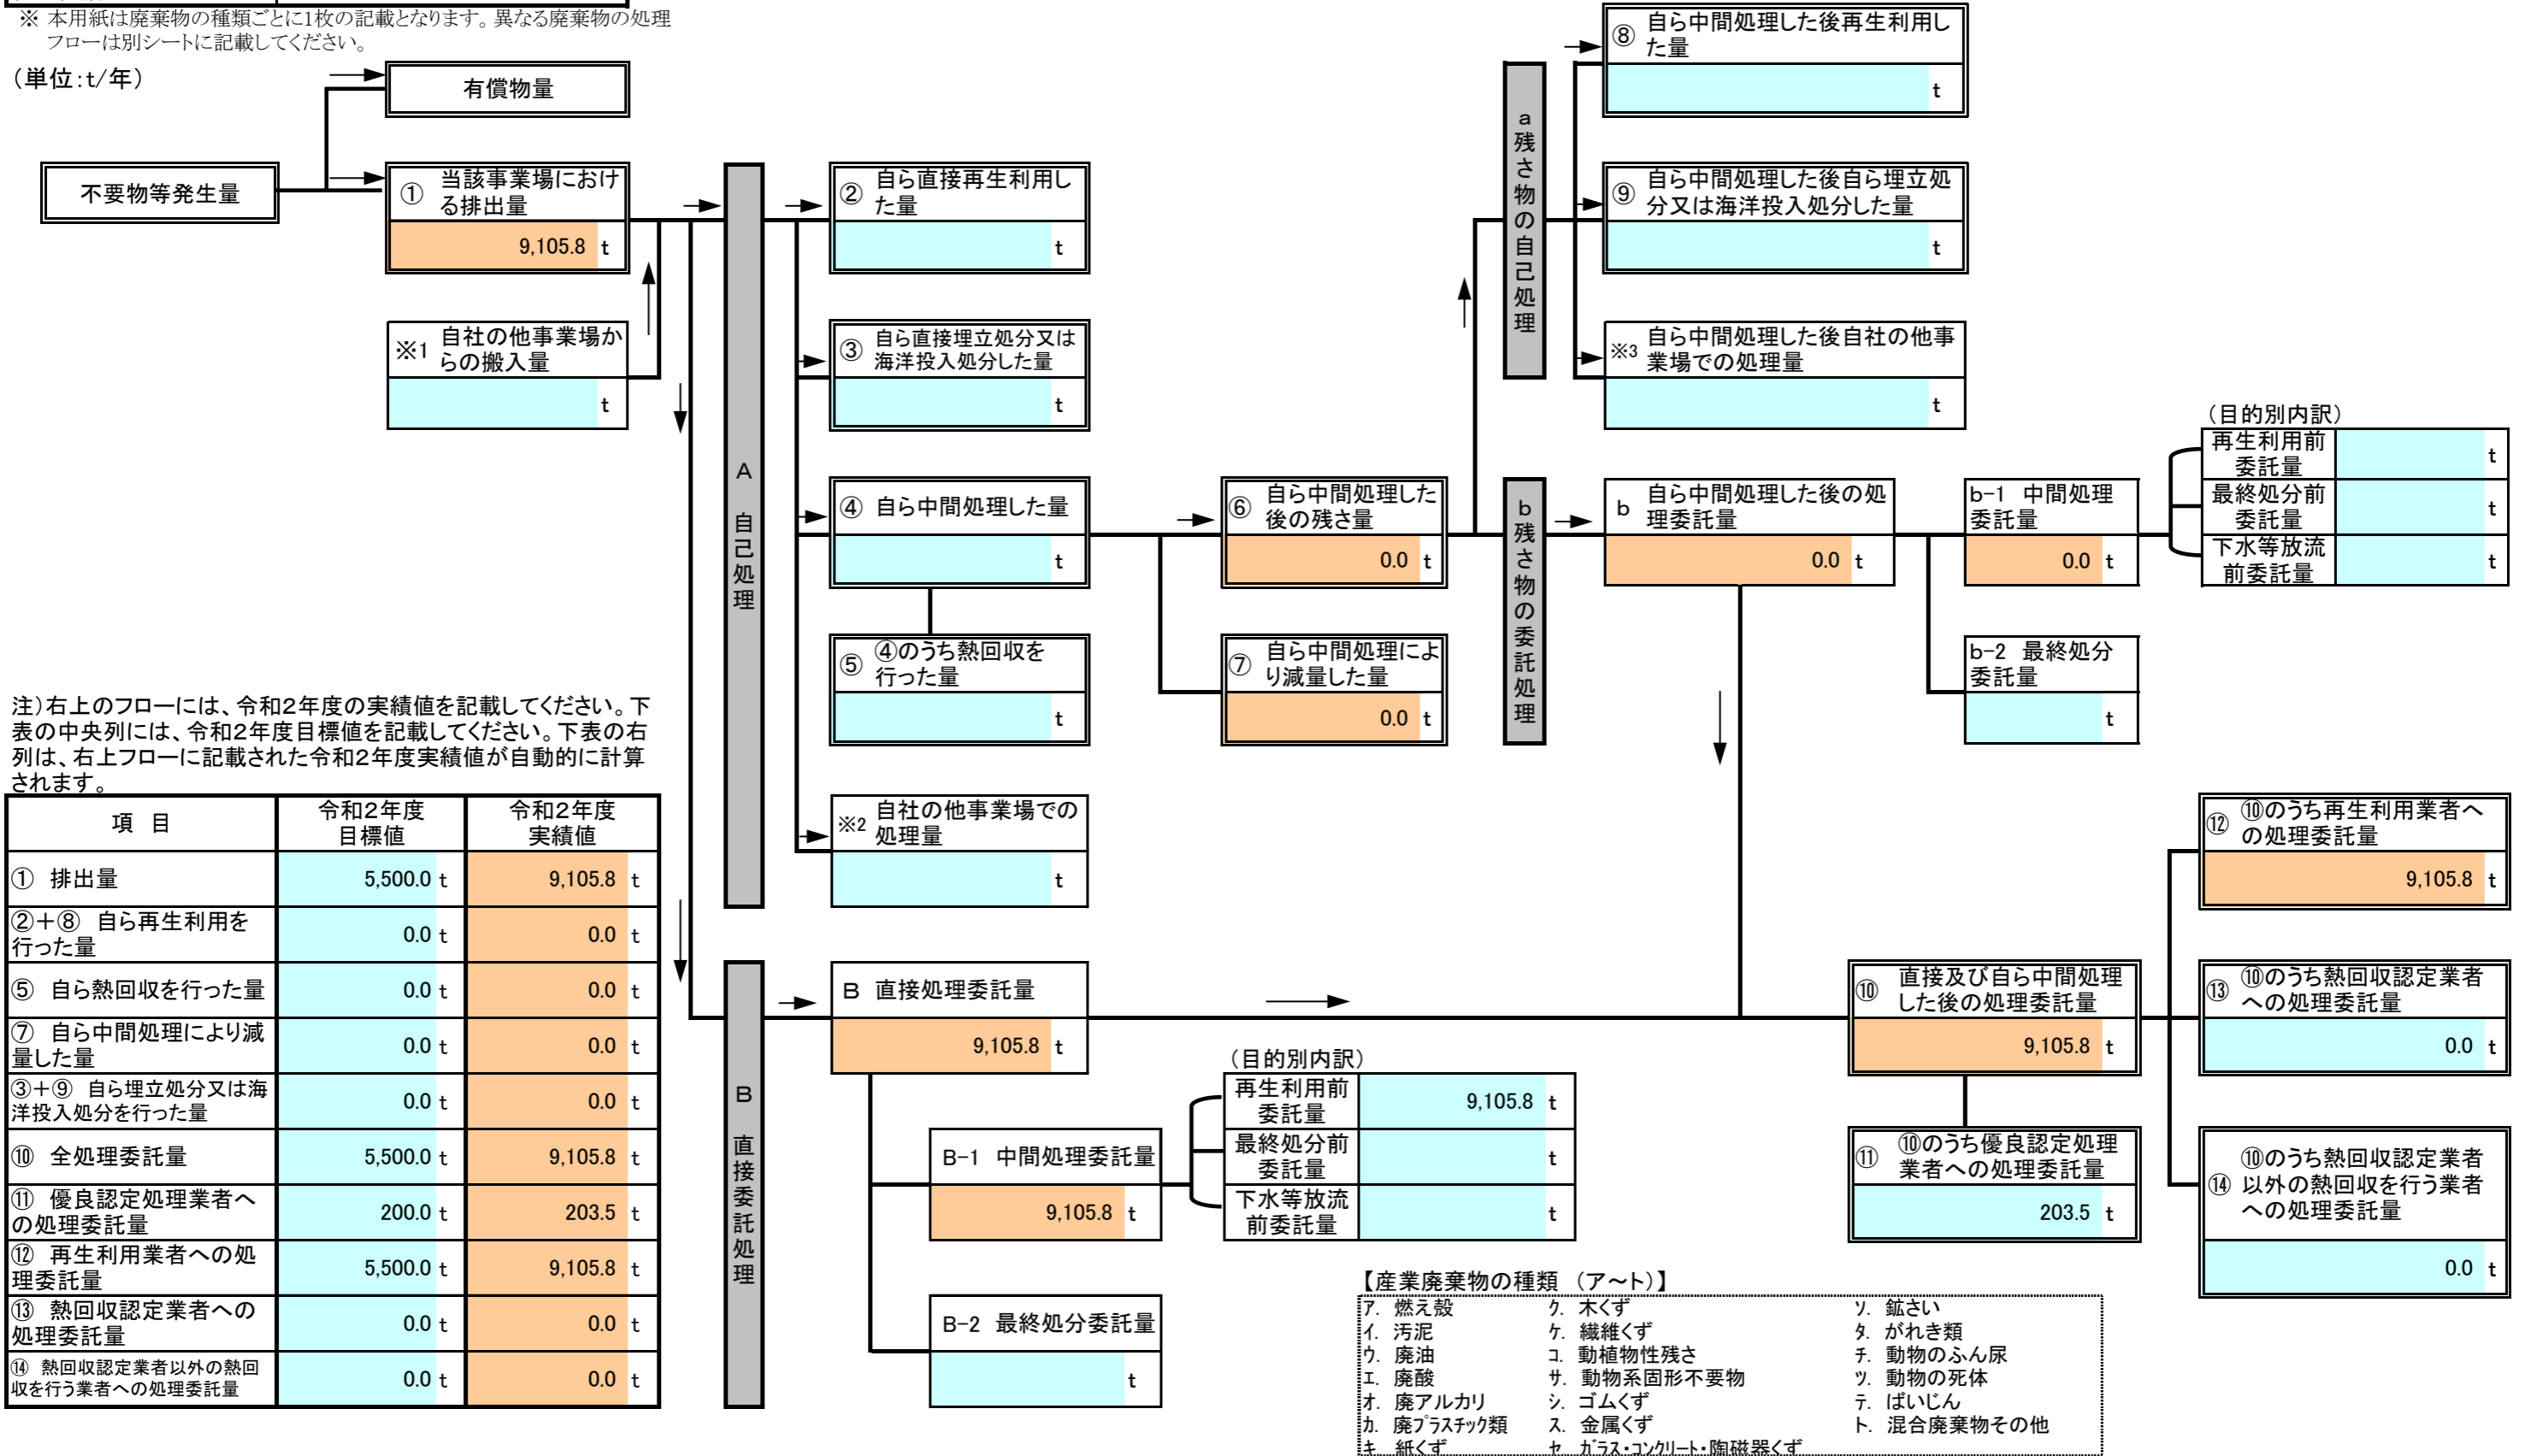 ※ 本用紙は廃棄物の種類ごとに1枚の記載となります。異なる廃棄物の処理
フローは別シートに記載してください。
（単位：t/年）
有償物量
不要物等発生量
① 当該事業場におけ
る排出量
9,105.8 t
※1 自社の他事業場か
らの搬入量
t
A 自己処理
② 自ら直接再生利用し
た量
t
③ 自ら直接埋立処分又は
海洋投入処分した量
t
④ 自ら中間処理した量
t
⑤ ④のうち熱回収を
行った量
t
※2 自社の他事業場での
処理量
t
⑥ 自ら中間処理した
後の残さ量
0.0 t
⑦ 自ら中間処理によ
り減量した量
0.0 t
a 残さ物の自己処理
⑧ 自ら中間処理した後再生利用し
た量
t
⑨ 自ら中間処理した後自ら埋立処
分又は海洋投入処分した量
t
※3 自ら中間処理した後自社の他事
業場での処理量
t
b 残さ物の委託処理
b 自ら中間処理した後の処
理委託量
0.0 t
b-1 中間処理
委託量
0.0 t
（目的別内訳）
再生利用前
委託量 t
最終処分前
委託量 t
下水等放流
前委託量 t
b-2 最終処分
委託量
t
注）右上のフローには、令和2年度の実績値を記載してください。下
表の中央列には、令和2年度目標値を記載してください。下表の右
列は、右上フローに記載された令和2年度実績値が自動的に計算
されます。
項 目 令和2年度
目標値 令和2年度
実績値
① 排出量 5,500.0 t 9,105.8 t
②＋⑧ 自ら再生利用を
行った量 0.0 t 0.0 t
⑤ 自ら熱回収を行った量 0.0 t 0.0 t
⑦ 自ら中間処理により減
量した量 0.0 t 0.0 t
③＋⑨ 自ら埋立処分又は海
洋投入処分を行った量 0.0 t 0.0 t
⑩ 全処理委託量 5,500.0 t 9,105.8 t
⑪ 優良認定処理業者へ
の処理委託量 200.0 t 203.5 t
⑫ 再生利用業者への処
理委託量 5,500.0 t 9,105.8 t
⑬ 熱回収認定業者への
処理委託量 0.0 t 0.0 t
⑭ 熱回収認定業者以外の熱回
収を行う業者への処理委託量 0.0 t 0.0 t
B 直接委託処理
B 直接処理委託量
9,105.8 t
B-1 中間処理委託量
9,105.8 t
（目的別内訳）
再生利用前
委託量 9,105.8 t
最終処分前
委託量 t
下水等放流
前委託量 t
B-2 最終処分委託量
t
⑩ 直接及び自ら中間処理
した後の処理委託量
9,105.8 t
⑪ ⑩のうち優良認定処理
業者への処理委託量
203.5 t
⑫ ⑩のうち再生利用業者へ
の処理委託量
9,105.8 t
⑬ ⑩のうち熱回収認定業者
への処理委託量
0.0 t
⑭ ⑩のうち熱回収認定業者
以外の熱回収を行う業者
への処理委託量
0.0 t
【産業廃棄物の種類 （ア～ト）】
ア. 燃え殻 ク. 木くず ソ. 鉱さい
イ. 汚泥 ケ. 繊維くず タ. がれき類
ウ. 廃油 コ. 動植物性残さ チ. 動物のふん尿
エ. 廃酸 サ. 動物系固形不要物 ツ. 動物の死体
オ. 廃アルカリ シ. ゴムくず テ. ばいじん
カ. 廃プラスチック類 ス. 金属くず ト. 混合廃棄物その他
キ. 紙くず セ. ガラス・コンクリート・陶磁器くず